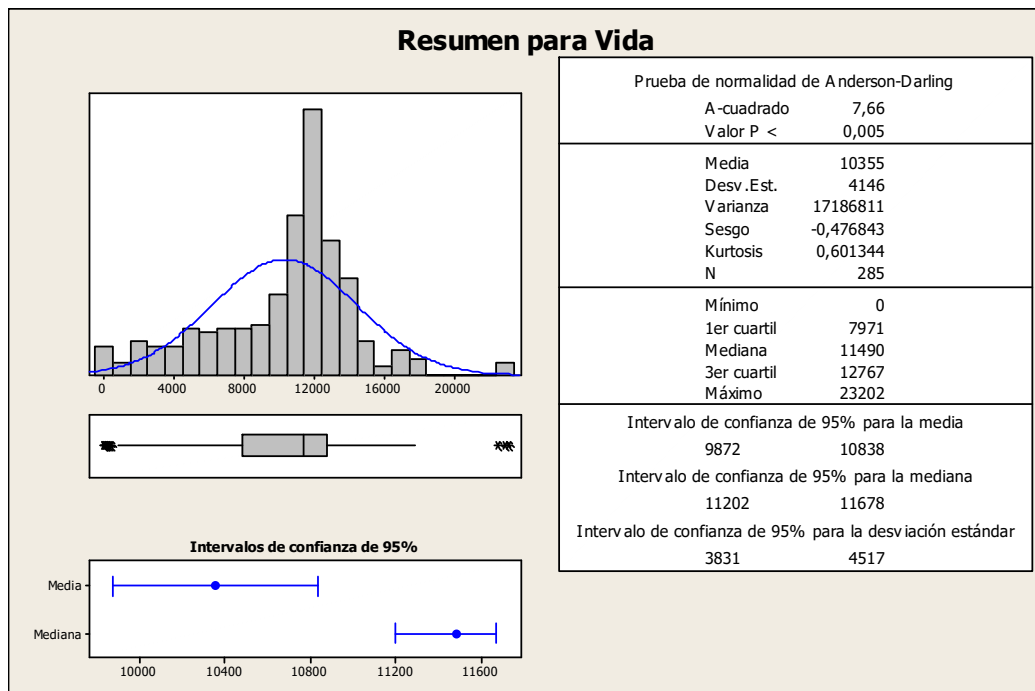 Resumen para Vida
0 4000 8000 12000 16000 20000
Intervalos de confianza de 95%
Media
Mediana
10000 10400 10800 11200 11600
Prueba de normalidad de Anderson-Darling
A-cuadrado 7,66
Valor P < 0,005
Media 10355
Desv.Est. 4146
Varianza 17186811
Sesgo -0,476843
Kurtosis 0,601344
N 285
Mínimo 0
1er cuartil 7971
Mediana 11490
3er cuartil 12767
Máximo 23202
Intervalo de confianza de 95% para la media
9872 10838
Intervalo de confianza de 95% para la mediana
11202 11678
Intervalo de confianza de 95% para la desviación estándar
3831 4517